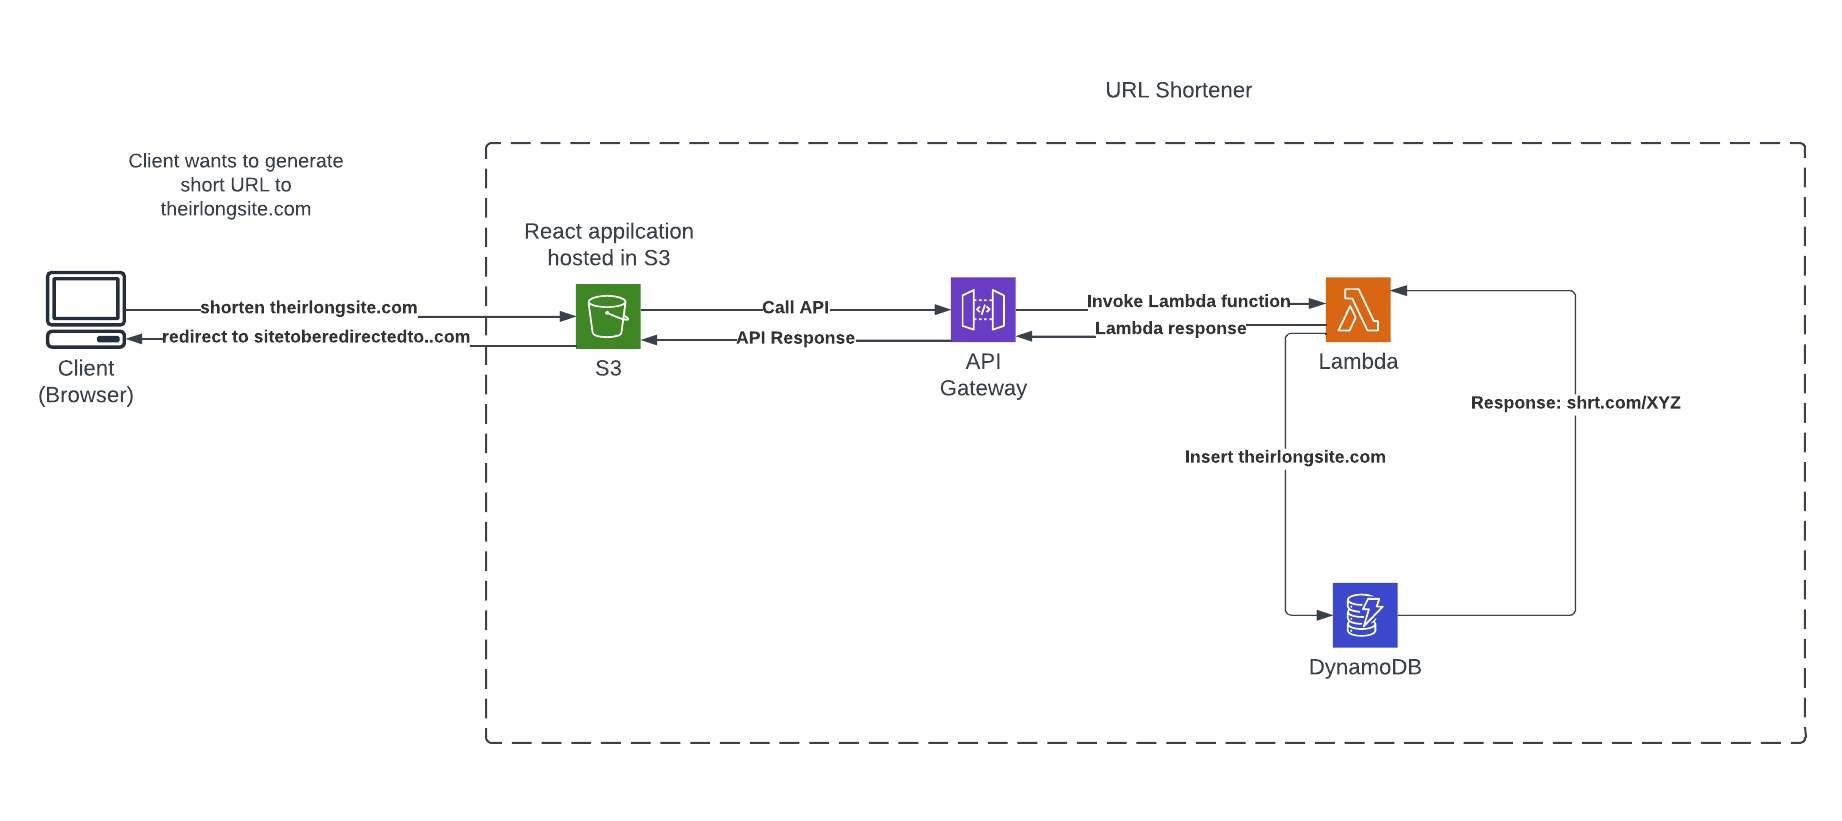 URL Shortener
Client wants to generate
short URL to
theirlongsite.com
React appilcation
hosted in S3
shorten theirlongsite.com
redirect to sitetoberedirectedto..com
Client
(Browser)
S3
Call API
API Response
API
Gateway
Invoke Lambda function
Lambda response
Lambda
Response: shrt.com/XYZ
Insert theirlongsite.com
DynamoDB